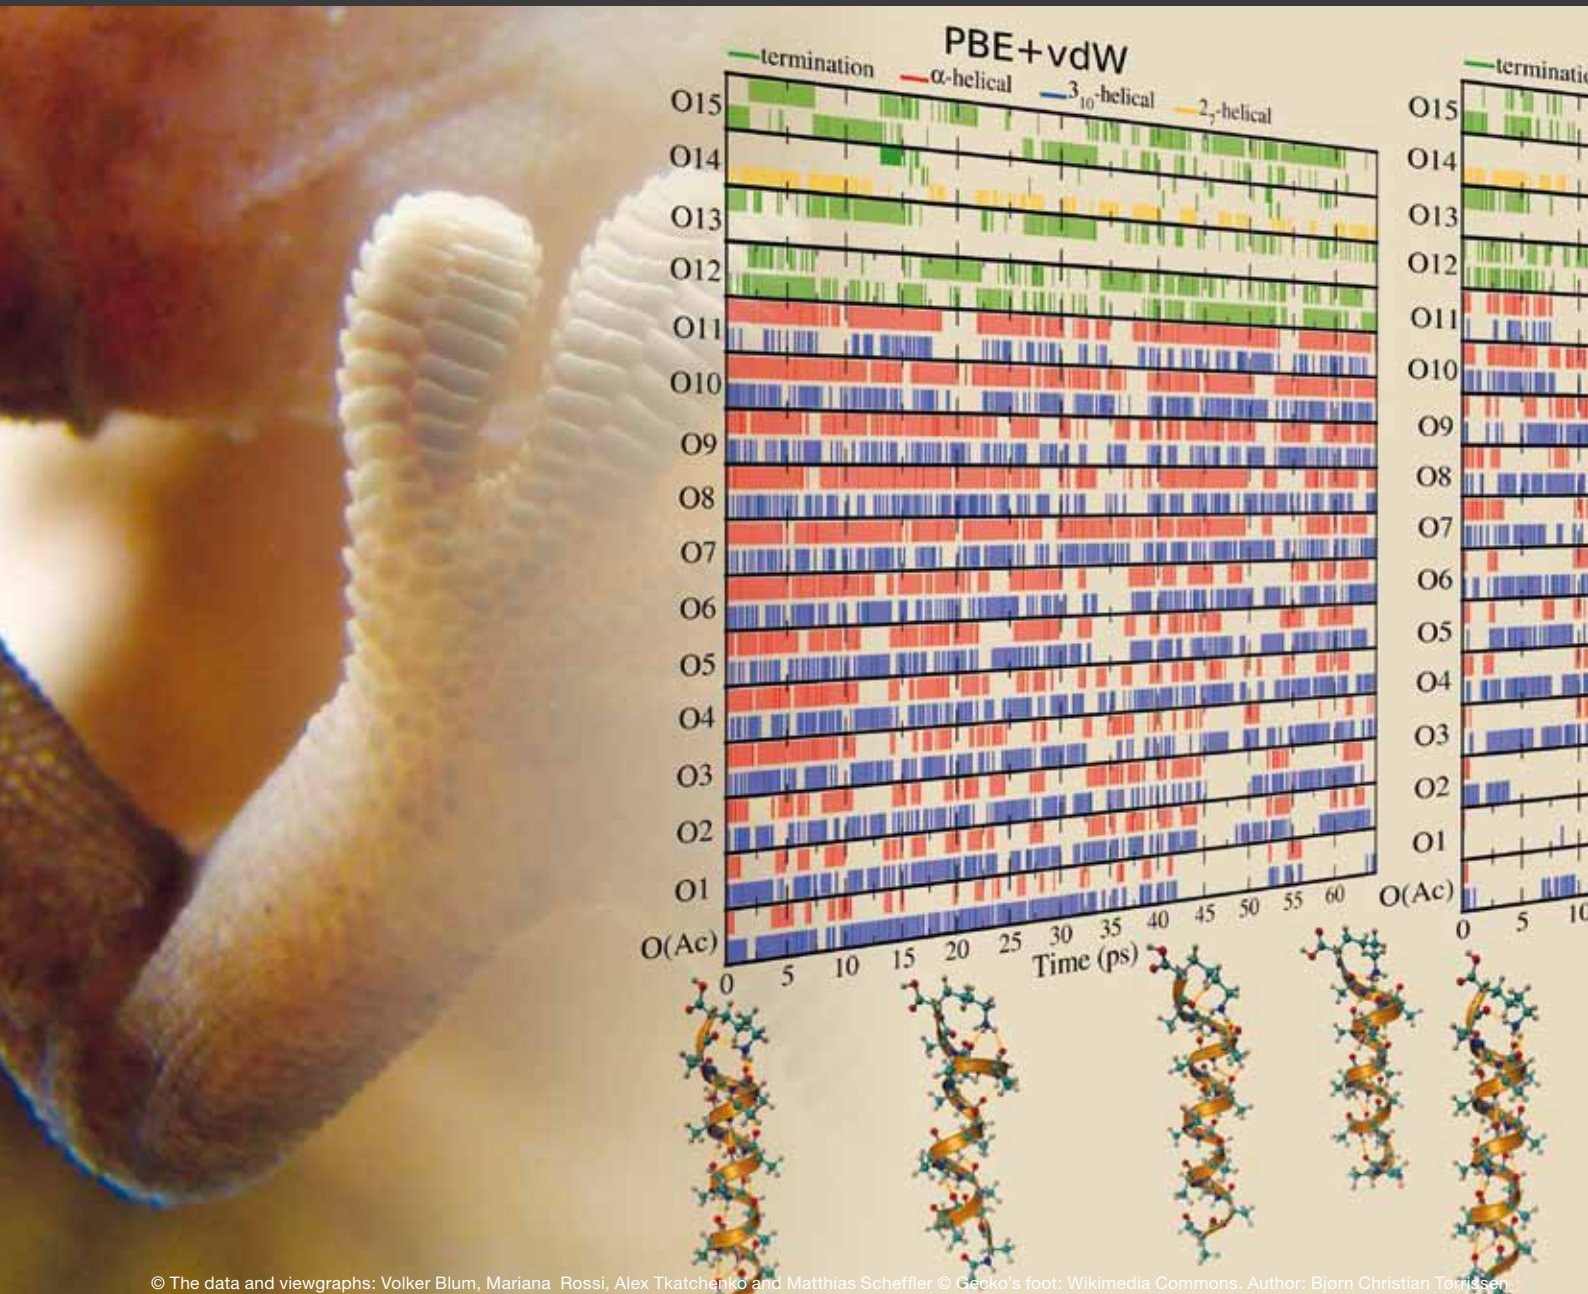 PBE+vdW
termination
α-helical
3₁₀-helical
2₇-helical
O15
O14
O13
O12
O11
O10
O9
O8
O7
O6
O5
O4
O3
O2
O1
O(Ac)
0 5 10 15 20 25 30 35 40 45 50 55 60
Time (ps)
terminatio
O15
O14
O13
O12
O11
O10
O9
O8
O7
O6
O5
O4
O3
O2
O1
O(Ac)
0 5 10
© The data and viewgraphs: Volker Blum, Mariana Rossi, Alex Tkatchenko and Matthias Scheffler © Gecko's foot: Wikimedia Commons. Author: Bjørn Christian Tørrissen